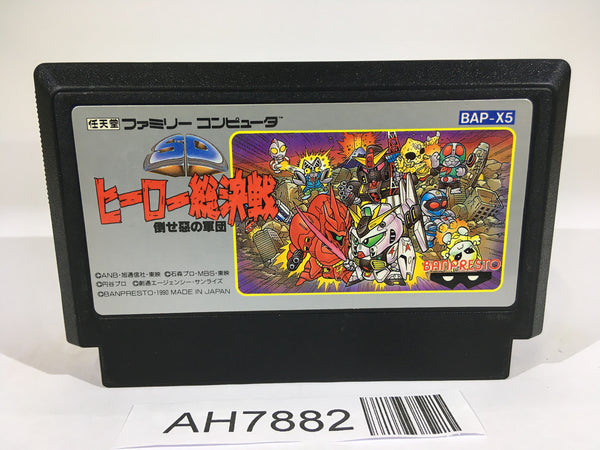 任天堂 ファミリー コンピュータ™
BAP-X5
SD
ヒーロー総決戦
倒せ悪の軍団
©ANB・旭通信社・東映 ©石森プロ・MBS・東映
©円谷プロ ©創通エージェンシー・サンライズ
©BANPRESTO・1990 MADE IN JAPAN
BANPRESTO
AH7882